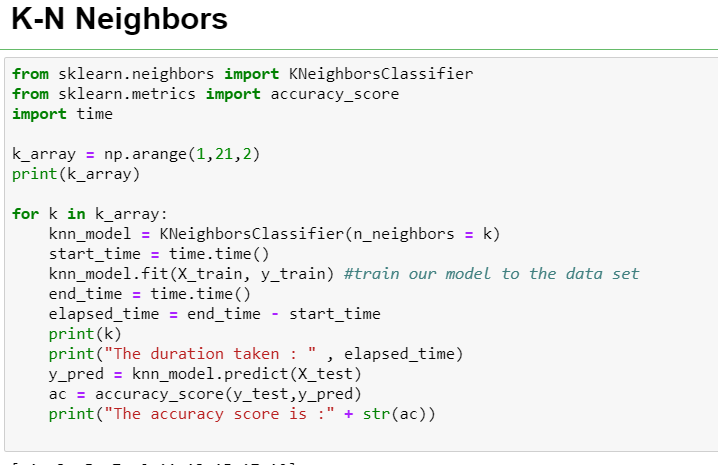 K-N Neighbors
from sklearn.neighbors import KNeighborsClassifier
from sklearn.metrics import accuracy_score
import time
k_array = np.arange(1,21,2)
print(k_array)
for k in k_array:
knn_model = KNeighborsClassifier(n_neighbors = k)
start_time = time.time()
knn_model.fit(X_train, y_train) #train our model to the data set
end_time = time.time()
elapsed_time = end_time - start_time
print(k)
print("The duration taken : " , elapsed_time)
y_pred = knn_model.predict(X_test)
ac = accuracy_score(y_test,y_pred)
print("The accuracy score is :" + str(ac))